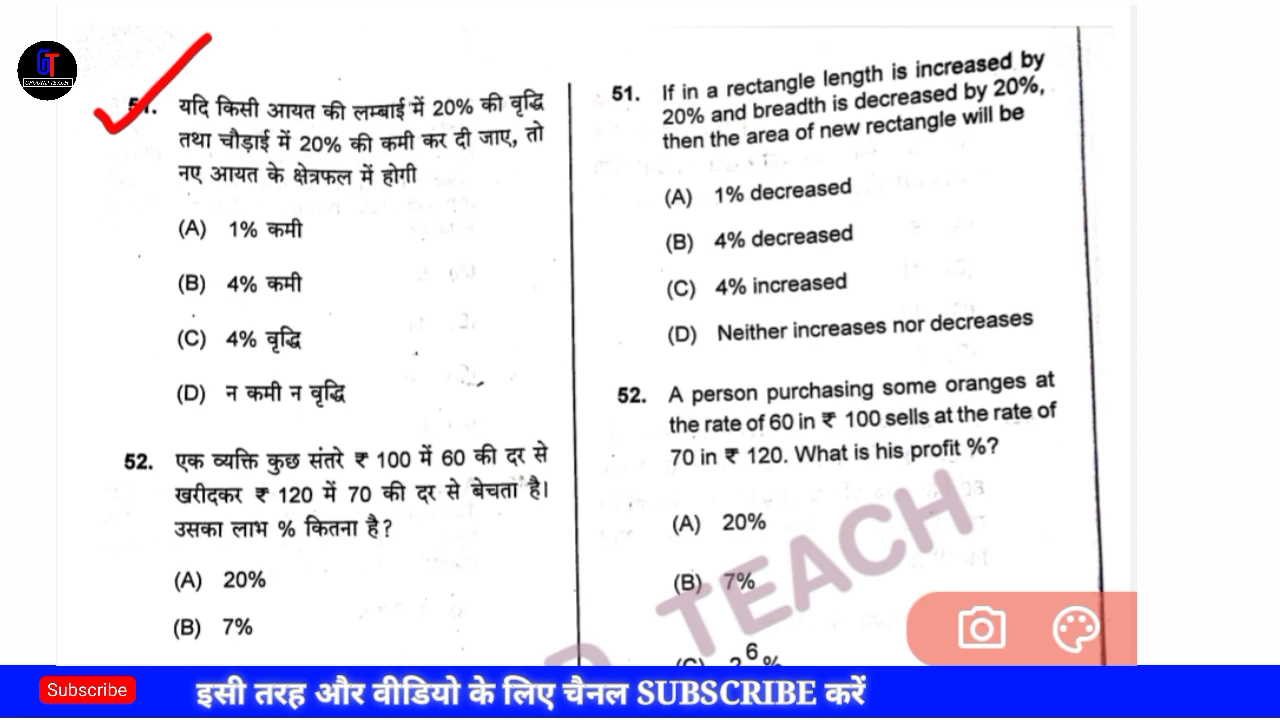 GT
51. यदि किसी आयत की लम्बाई में 20% की वृद्धि
तथा चौड़ाई में 20% की कमी कर दी जाए, तो
नए आयत के क्षेत्रफल में होगी
(A) 1% कमी
(B) 4% कमी
(C) 4% वृद्धि
(D) न कमी न वृद्धि
52. एक व्यक्ति कुछ संतरे ₹ 100 में 60 की दर से
खरीदकर ₹ 120 में 70 की दर से बेचता है।
उसका लाभ % कितना है?
(A) 20%
(B) 7%
51. If in a rectangle length is increased by
20% and breadth is decreased by 20%,
then the area of new rectangle will be
(A) 1% decreased
(B) 4% decreased
(C) 4% increased
(D) Neither increases nor decreases
52. A person purchasing some oranges at
the rate of 60 in ₹ 100 sells at the rate of
70 in ₹ 120. What is his profit %?
(A) 20%
(B) 7%
TEACH
Subscribe
इसी तरह और वीडियो के लिए चैनल SUBSCRIBE करें